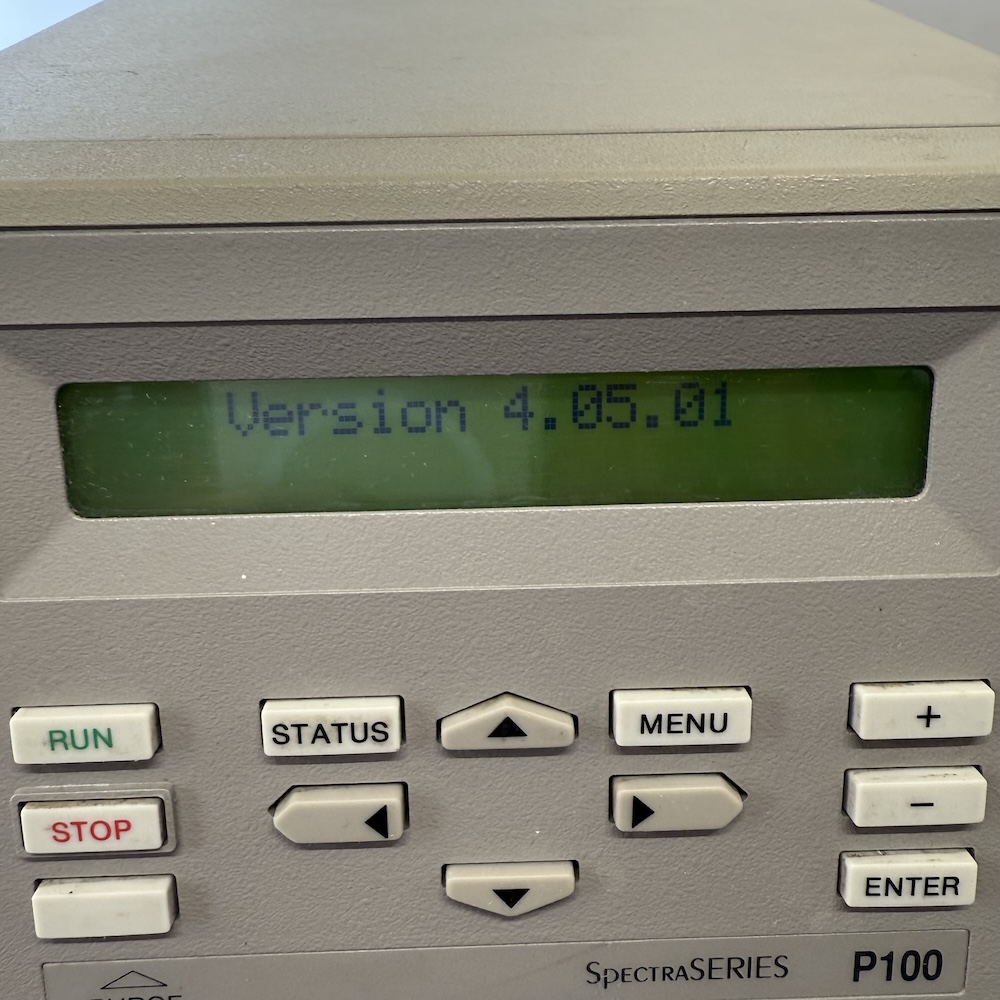 Version 4.05.01
RUN
STATUS
MENU
+
STOP
−
ENTER
SPECTRASERIES P100